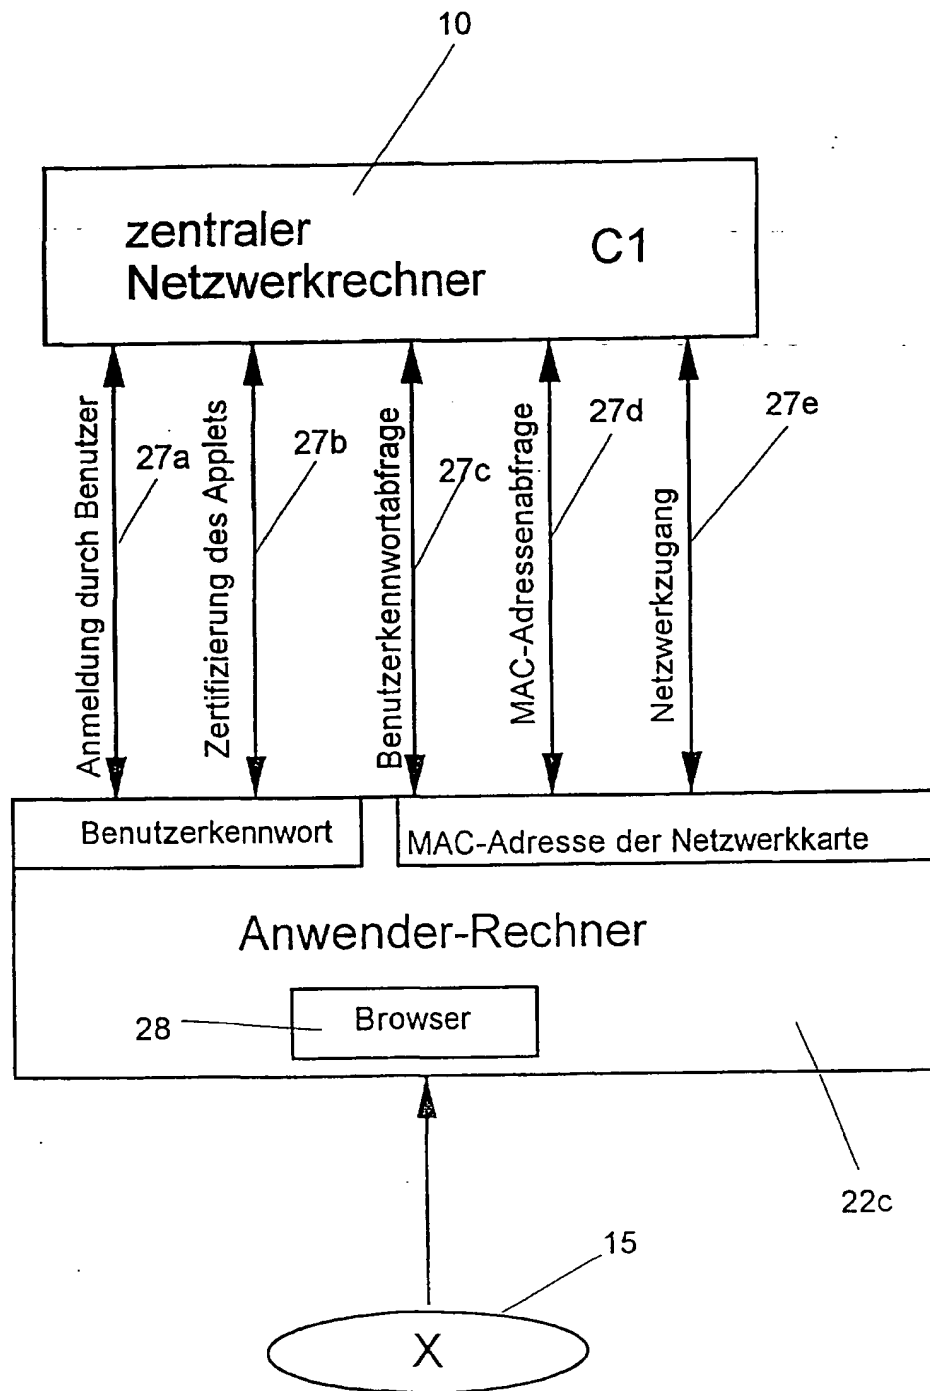 10
zentraler
Netzwerkrechner
C1
Anmeldung durch Benutzer
27a
Zertifizierung des Applets
27b
Benutzerkennwortabfrage
27c
MAC-Adressenabfrage
27d
Netzwerkzugang
27e
Benutzerkennwort
MAC-Adresse der Netzwerkkarte
Anwender-Rechner
28
Browser
22c
15
X